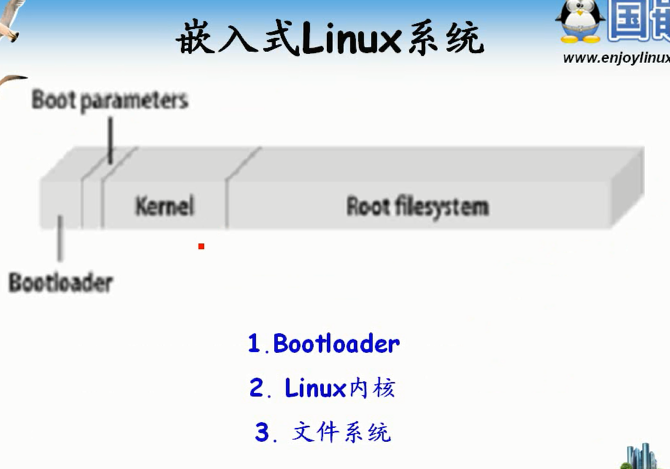 嵌入式Linux系统
国嵌
www.enjoylinux
Boot parameters
Kernel
Root filesystem
Bootloader
1.Bootloader
2. Linux内核
3. 文件系统